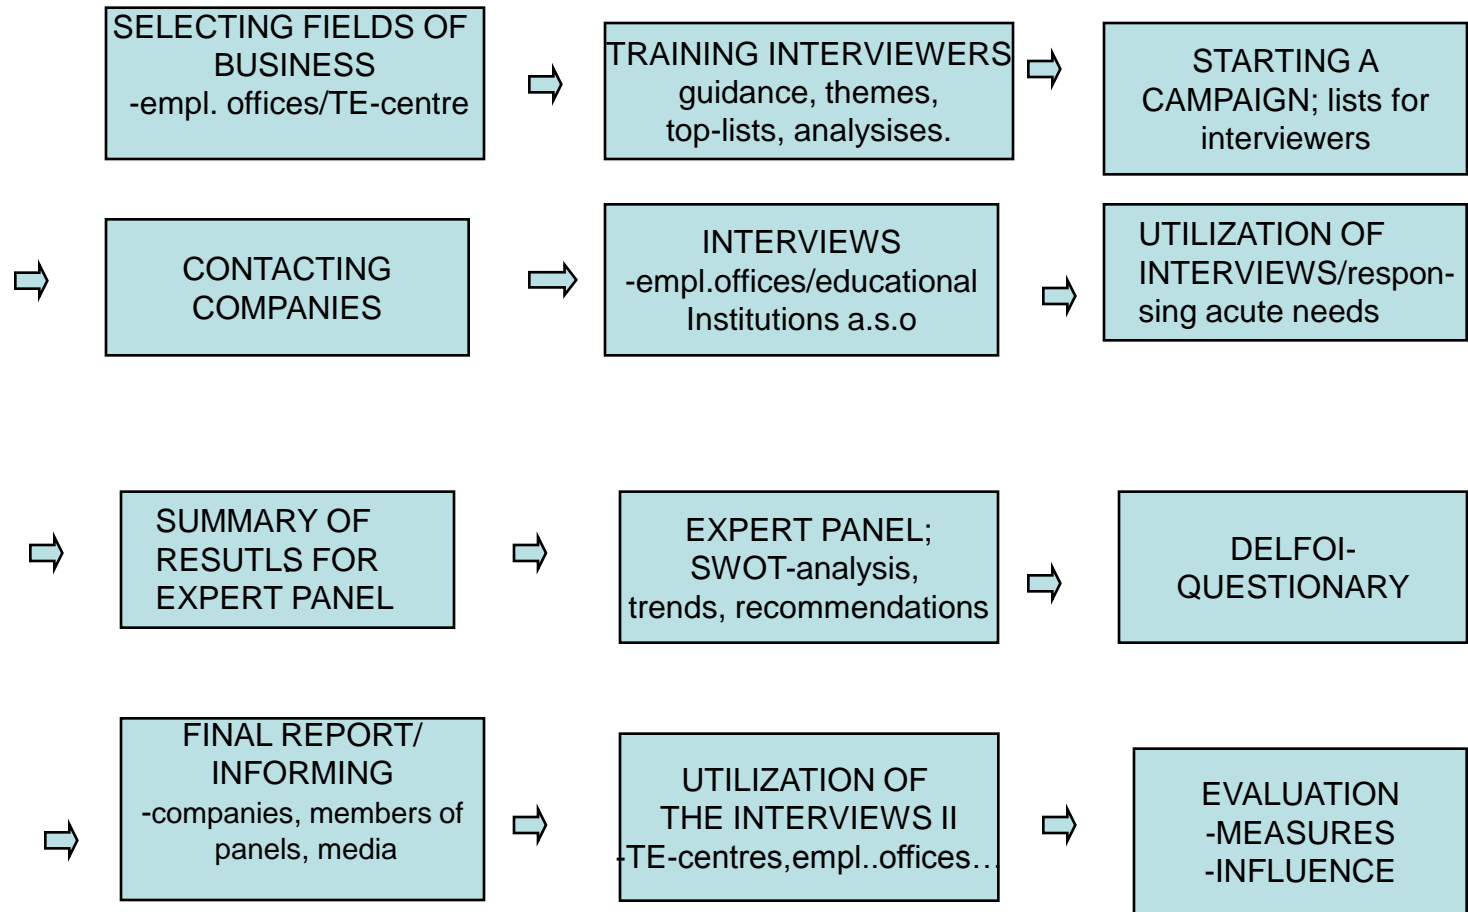 SELECTING FIELDS OF
BUSINESS
-empl. offices/TE-centre
TRAINING INTERVIEWERS
guidance, themes,
top-lists, analysises.
STARTING A
CAMPAIGN; lists for
interviewers
CONTACTING
COMPANIES
INTERVIEWS
-empl.offices/educational
Institutions a.s.o
UTILIZATION OF
INTERVIEWS/respon-
sing acute needs
SUMMARY OF
RESUTLS FOR
EXPERT PANEL
EXPERT PANEL;
SWOT-analysis,
trends, recommendations
DELFOI-
QUESTIONARY
FINAL REPORT/
INFORMING
-companies, members of
panels, media
UTILIZATION OF
THE INTERVIEWS II
-TE-centres,empl..offices…
EVALUATION
-MEASURES
-INFLUENCE